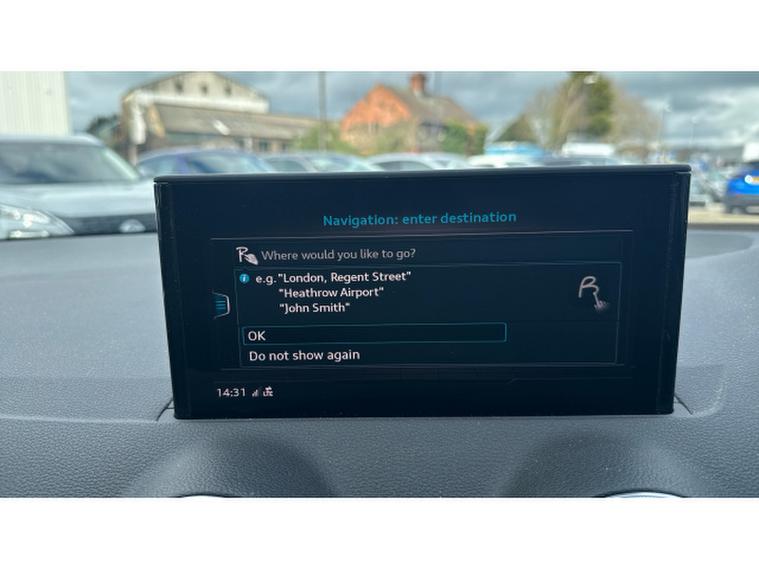 Navigation: enter destination
Where would you like to go?
e.g. "London, Regent Street"
"Heathrow Airport"
"John Smith"
OK
Do not show again
14:31 LTE